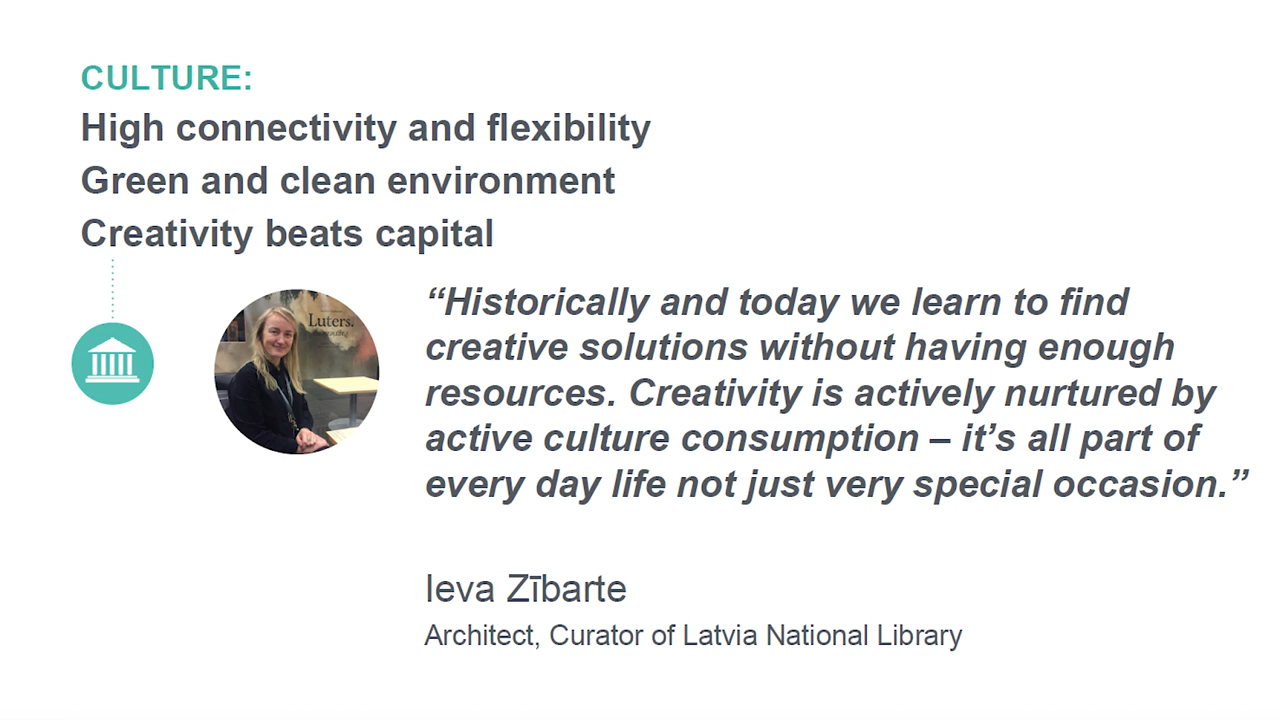 CULTURE:
High connectivity and flexibility
Green and clean environment
Creativity beats capital
Luters.
“Historically and today we learn to find
creative solutions without having enough
resources. Creativity is actively nurtured by
active culture consumption – it’s all part of
every day life not just very special occasion.”
Ieva Zībarte
Architect, Curator of Latvia National Library